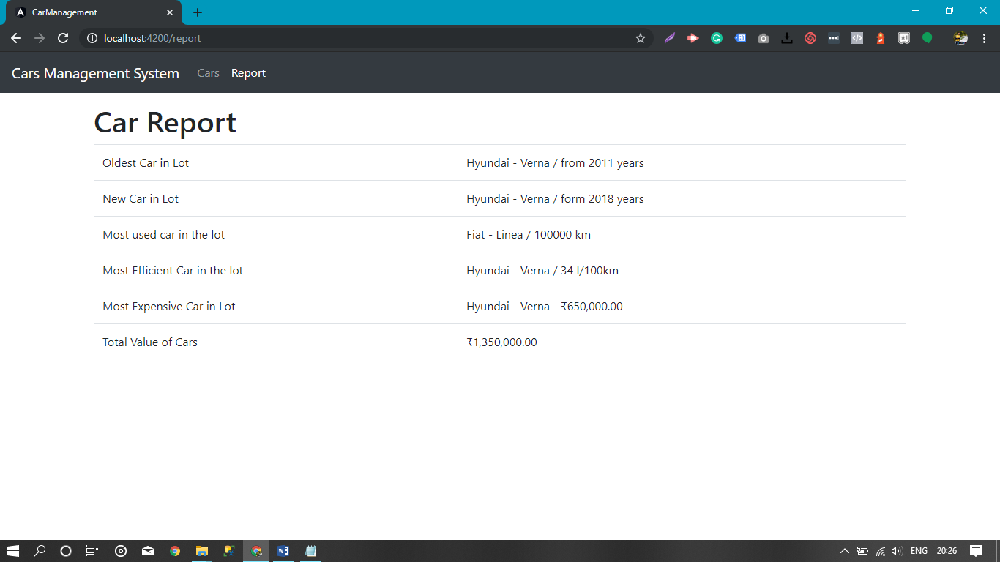 CarManagement
localhost:4200/report
Cars Management System Cars Report
Car Report
Oldest Car in Lot Hyundai - Verna / from 2011 years
New Car in Lot Hyundai - Verna / form 2018 years
Most used car in the lot Fiat - Linea / 100000 km
Most Efficient Car in the lot Hyundai - Verna / 34 l/100km
Most Expensive Car in Lot Hyundai - Verna - ₹650,000.00
Total Value of Cars ₹1,350,000.00
ENG 20:26